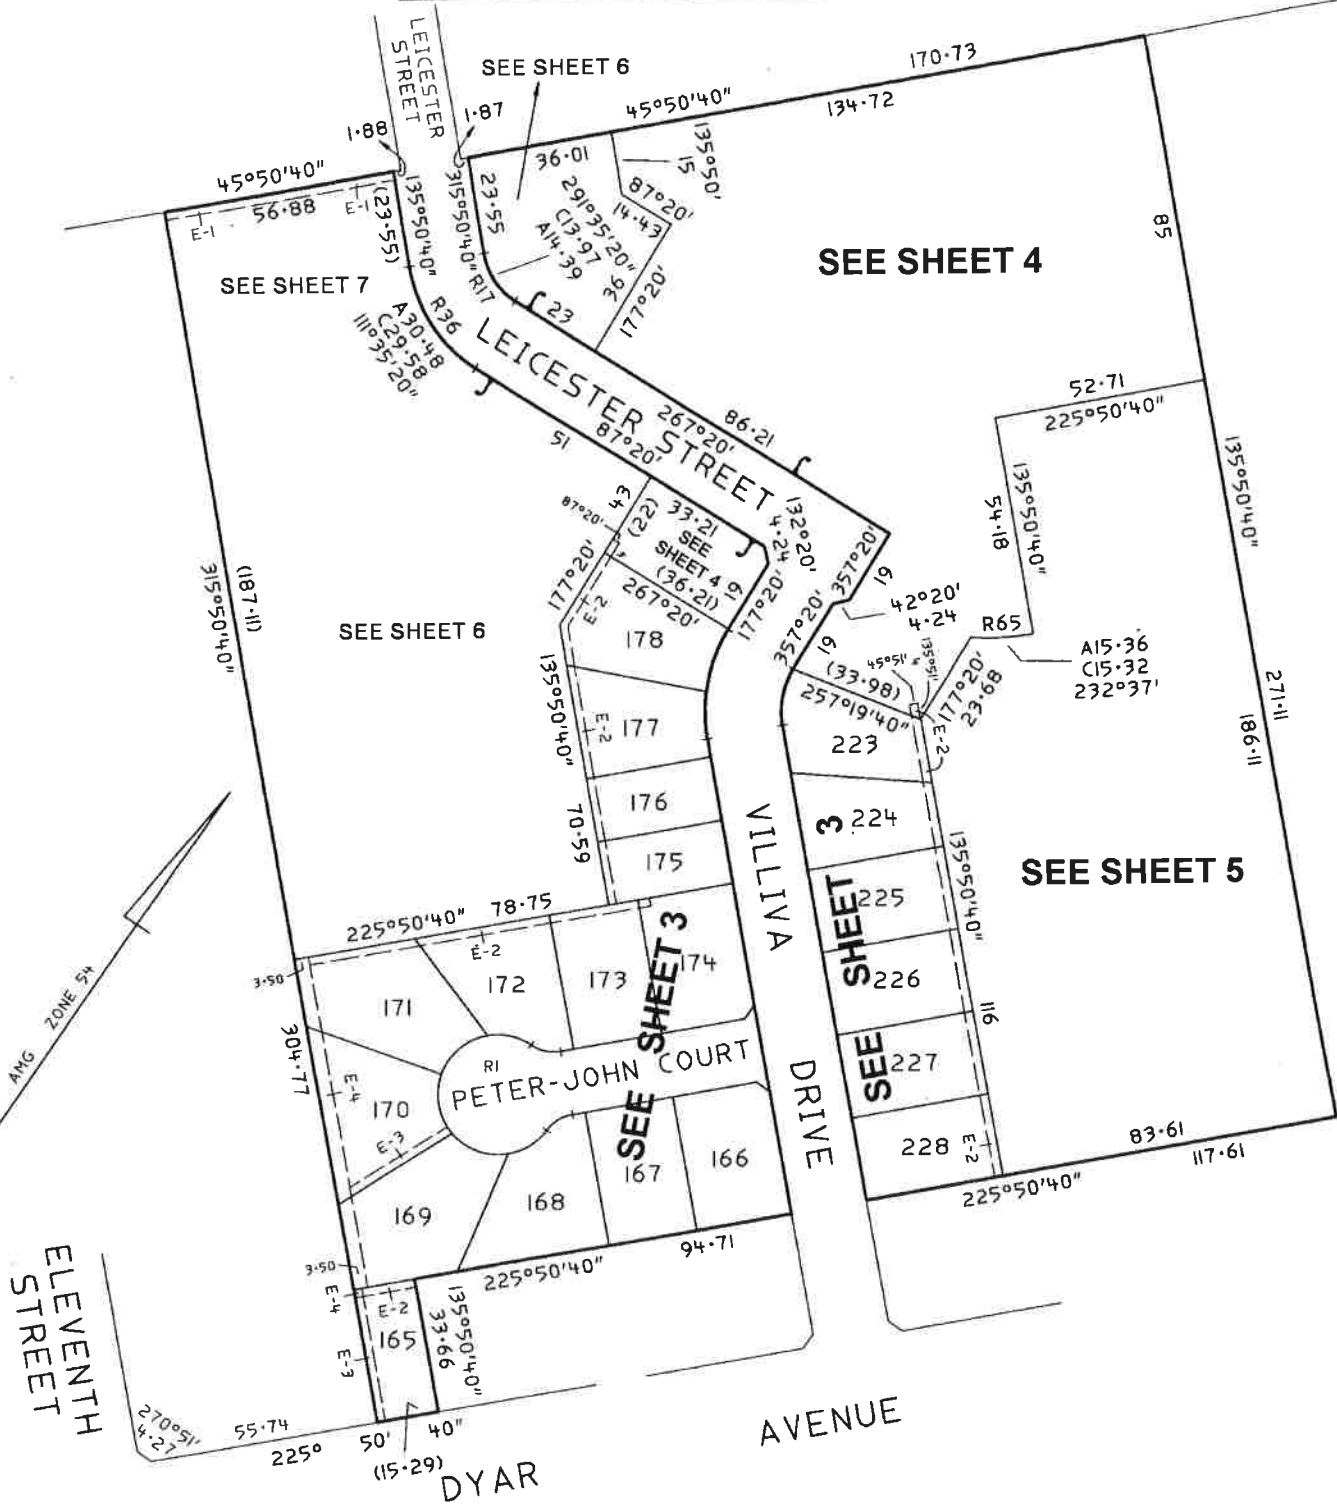 LEICESTER
STREET
SEE SHEET 6
170·73
45°50'40"
134·72
1·88
1·87
45°50'40"
56·88
E-1
E-1
(23·55)
135°50'40"
315°50'40"
23·55
36·01
135°50'
15
87°20'
14·43
291°35'20"
C13·97
A14·39
36
177°20'
R17
23
85
SEE SHEET 4
SEE SHEET 7
R36
A30·48
C29·58
111°35'20"
LEICESTER STREET
267°20'
86·21
87°20'
51
52·71
225°50'40"
135°50'40"
54·18
135°50'40"
43
(22)
87°20'
33·21
SEE
SHEET 4
(36·21)
267°20'
19
177°20'
132°20'
4·24
357°20'
19
42°20'
4·24
357°20'
19
(33·98)
257°19'40"
45°51'
135°51'
R65
A15·36
C15·32
232°37'
177°20'
23·68
E-2
177°20'
E-2
(187·11)
315°50'40"
SEE SHEET 6
178
135°50'40"
E-2
177
176
70·59
175
223
224
225
226
227
228
E-2
135°50'40"
116
SEE SHEET 3
SEE SHEET 5
271·11
186·11
VILLIVA
DRIVE
225°50'40"
78·75
E-2
3·50
171
172
173
174
SEE SHEET 3
304·77
E-4
170
E-3
R1
PETER-JOHN COURT
169
168
167
166
83·61
117·61
225°50'40"
94·71
225°50'40"
3·50
E-4
E-2
165
E-3
135°50'40"
33·66
AMG
ZONE 54
ELEVENTH
STREET
270°51'
4·27
55·74
225°
50'
40"
(15·29)
DYAR
AVENUE